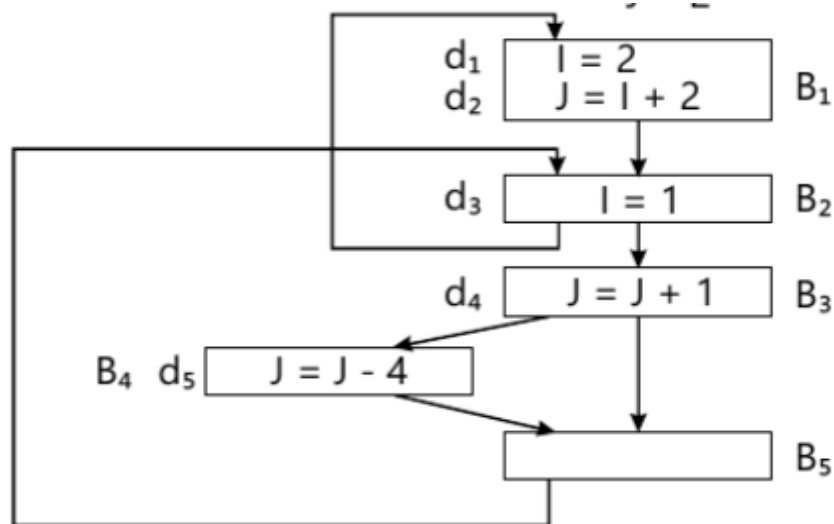 d₁ I = 2
d₂ J = I + 2 B₁
d₃ I = 1 B₂
d₄ J = J + 1 B₃
B₄ d₅ J = J - 4
B₅